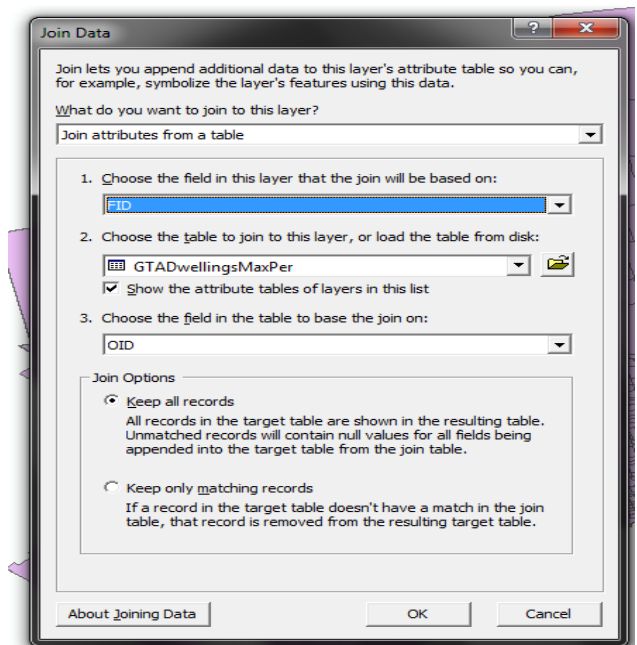 Join Data
?
x
Join lets you append additional data to this layer's attribute table so you can,
for example, symbolize the layer's features using this data.
What do you want to join to this layer?
Join attributes from a table
1. Choose the field in this layer that the join will be based on:
FID
2. Choose the table to join to this layer, or load the table from disk:
GTADwellingsMaxPer
Show the attribute tables of layers in this list
3. Choose the field in the table to base the join on:
OID
Join Options
Keep all records
All records in the target table are shown in the resulting table.
Unmatched records will contain null values for all fields being
appended into the target table from the join table.
Keep only matching records
If a record in the target table doesn't have a match in the join
table, that record is removed from the resulting target table.
About Joining Data
OK
Cancel